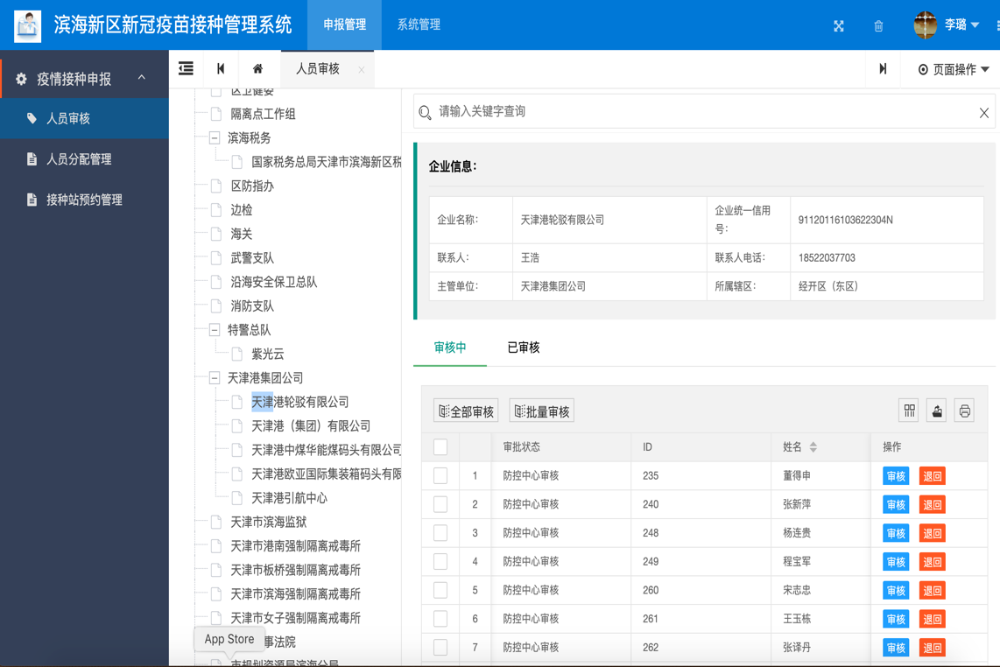 滨海新区新冠疫苗接种管理系统
申报管理
系统管理
李璐
疫情接种申报
人员审核
人员分配管理
接种站预约管理
人员审核
页面操作
区卫健委
隔离点工作组
滨海税务
国家税务总局天津市滨海新区税
区防指办
边检
海关
武警支队
沿海安全保卫总队
消防支队
特警总队
紫光云
天津港集团公司
天津港轮驳有限公司
天津港（集团）有限公司
天津港中煤华能煤码头有限公司
天津港欧亚国际集装箱码头有限
天津港引航中心
天津市滨海监狱
天津市港南强制隔离戒毒所
天津市板桥强制隔离戒毒所
天津市滨海强制隔离戒毒所
天津市女子强制隔离戒毒所
事法院
市规划资源局滨海分局
App Store
请输入关键字查询
企业信息：
企业名称： 天津港轮驳有限公司 企业统一信用号： 91120116103622304N
联系人： 王浩 联系人电话： 18522037703
主管单位： 天津港集团公司 所属辖区： 经开区（东区）
审核中
已审核
全部审核
批量审核
审批状态 ID 姓名 操作
1 防控中心审核 235 董得申 审核 退回
2 防控中心审核 240 张新萍 审核 退回
3 防控中心审核 248 杨连贵 审核 退回
4 防控中心审核 249 程宝军 审核 退回
5 防控中心审核 260 宋志忠 审核 退回
6 防控中心审核 261 王玉栋 审核 退回
7 防控中心审核 262 张译丹 审核 退回